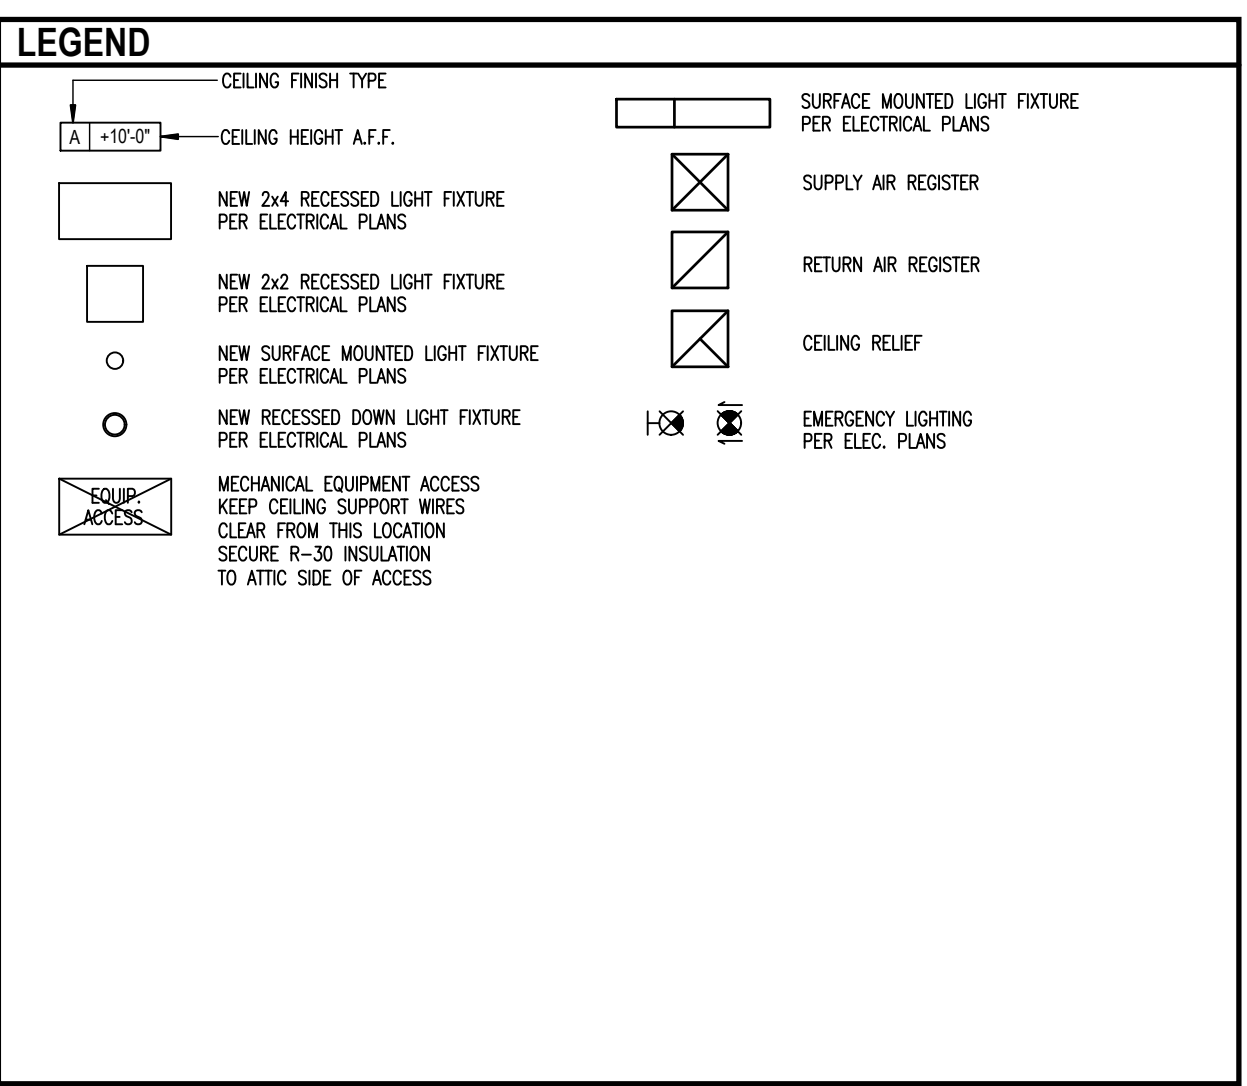 LEGEND
CEILING FINISH TYPE
A +10'-0"
CEILING HEIGHT A.F.F.
NEW 2x4 RECESSED LIGHT FIXTURE
PER ELECTRICAL PLANS
NEW 2x2 RECESSED LIGHT FIXTURE
PER ELECTRICAL PLANS
NEW SURFACE MOUNTED LIGHT FIXTURE
PER ELECTRICAL PLANS
NEW RECESSED DOWN LIGHT FIXTURE
PER ELECTRICAL PLANS
EQUIP.
ACCESS
MECHANICAL EQUIPMENT ACCESS
KEEP CEILING SUPPORT WIRES
CLEAR FROM THIS LOCATION
SECURE R-30 INSULATION
TO ATTIC SIDE OF ACCESS
SURFACE MOUNTED LIGHT FIXTURE
PER ELECTRICAL PLANS
SUPPLY AIR REGISTER
RETURN AIR REGISTER
CEILING RELIEF
EMERGENCY LIGHTING
PER ELEC. PLANS